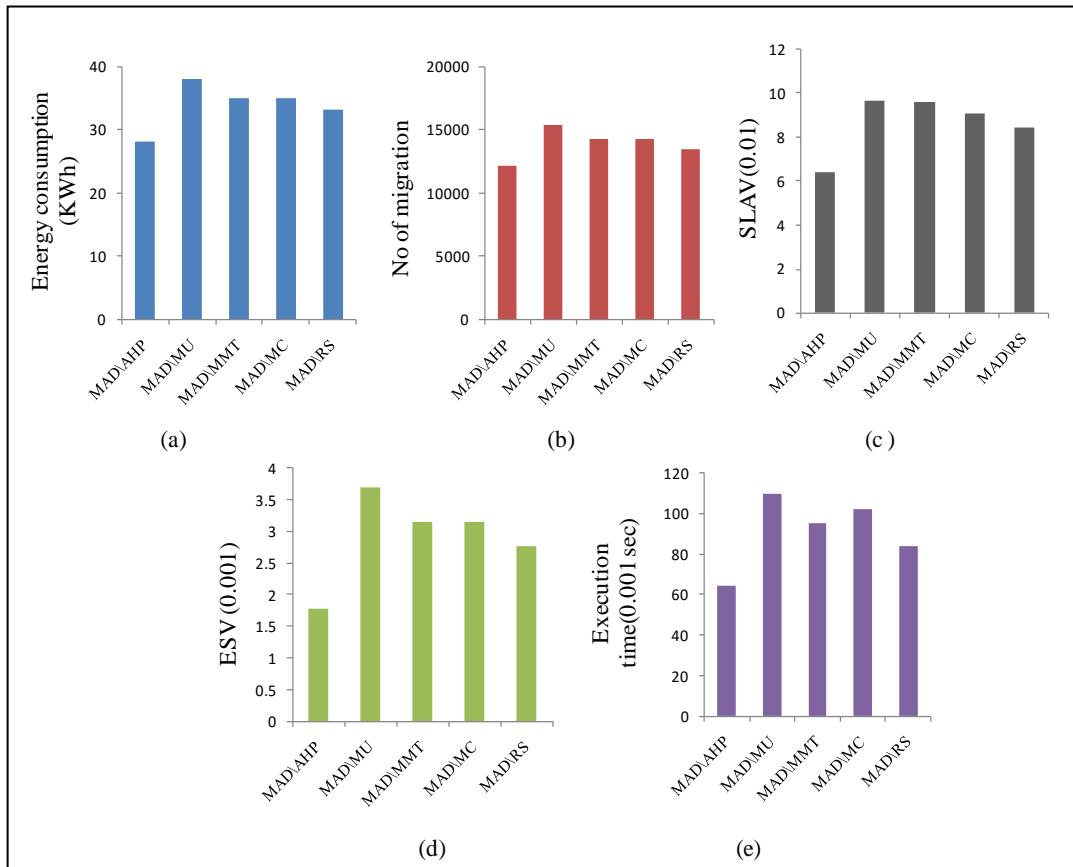 Energy consumption
(KWh)
40
30
20
10
0
MAD\AHP
MAD\MU
MAD\MMT
MAD\MC
MAD\RS
(a)
No of migration
20000
15000
10000
5000
0
MAD\AHP
MAD\MU
MAD\MMT
MAD\MC
MAD\RS
(b)
SLAV(0.01)
12
10
8
6
4
2
0
MAD\AHP
MAD\MU
MAD\MMT
MAD\MC
MAD\RS
(c )
ESV (0.001)
4
3.5
3
2.5
2
1.5
1
0.5
0
MAD\AHP
MAD\MU
MAD\MMT
MAD\MC
MAD\RS
(d)
Execution
time(0.001 sec)
120
100
80
60
40
20
0
MAD\AHP
MAD\MU
MAD\MMT
MAD\MC
MAD\RS
(e)